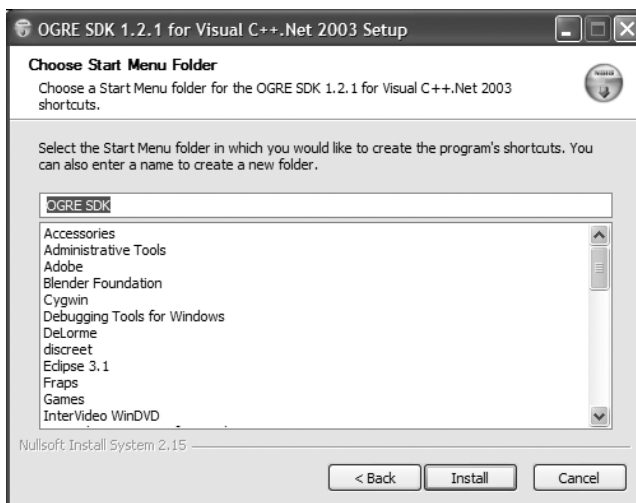 OGRE SDK 1.2.1 for Visual C++.Net 2003 Setup
Choose Start Menu Folder
Choose a Start Menu folder for the OGRE SDK 1.2.1 for Visual C++.Net 2003
shortcuts.
Select the Start Menu folder in which you would like to create the program's shortcuts. You
can also enter a name to create a new folder.
OGRE SDK
Accessories
Administrative Tools
Adobe
Blender Foundation
Cygwin
Debugging Tools for Windows
DeLorme
discreet
Eclipse 3.1
Fraps
Games
InterVideo WinDVD
Nullsoft Install System 2.15
< Back
Install
Cancel